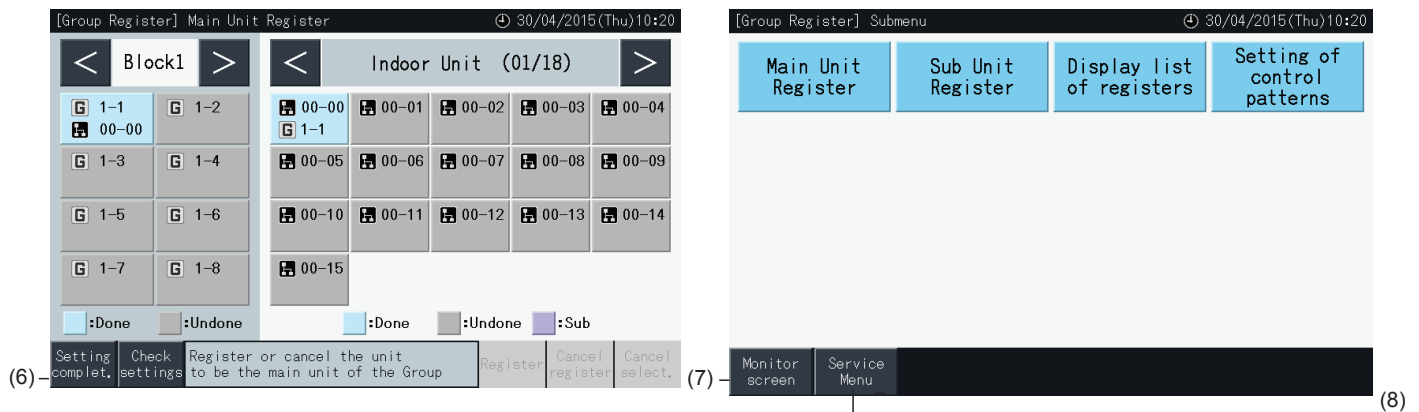 [Group Register] Main Unit Register 30/04/2015(Thu)10:20
< Block1 > < Indoor Unit (01/18) >
G 1-1 G 1-2
00-00
G 1-3 G 1-4
G 1-5 G 1-6
G 1-7 G 1-8
00-00 00-01 00-02 00-03 00-04
G 1-1
00-05 00-06 00-07 00-08 00-09
00-10 00-11 00-12 00-13 00-14
00-15
:Done :Undone
:Done :Undone :Sub
Setting complet.
Check settings
Register or cancel the unit
to be the main unit of the Group
Register
Cancel register
Cancel select.
(6)
[Group Register] Submenu 30/04/2015(Thu)10:20
Main Unit Register
Sub Unit Register
Display list of registers
Setting of control patterns
Monitor screen
Service Menu
(7)
(8)